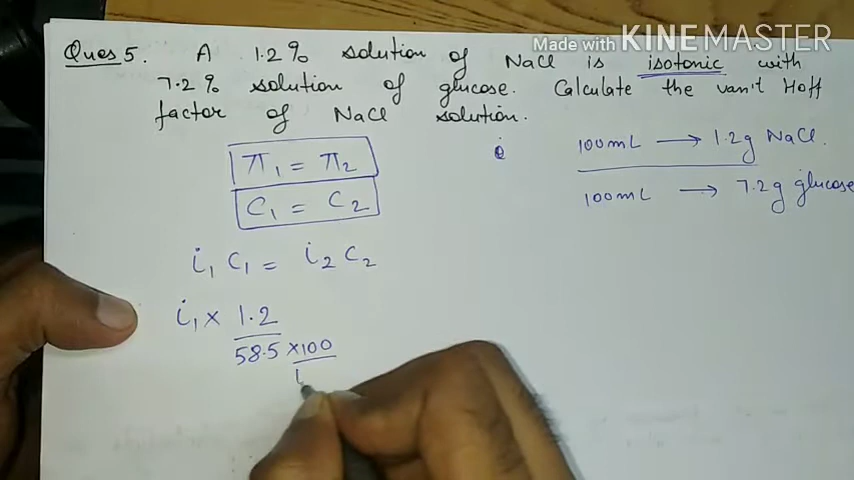 Made with KINEMASTER
Ques 5. A 1.2% solution of NaCl is isotonic with
7.2% solution of glucose. Calculate the van't Hoff
factor of NaCl solution.
i
100mL → 1.2g NaCl.
100mL → 7.2g glucose
π₁ = π₂
C₁ = C₂
i₁ C₁ = i₂ C₂
i₁ × 1.2
58.5 × 100